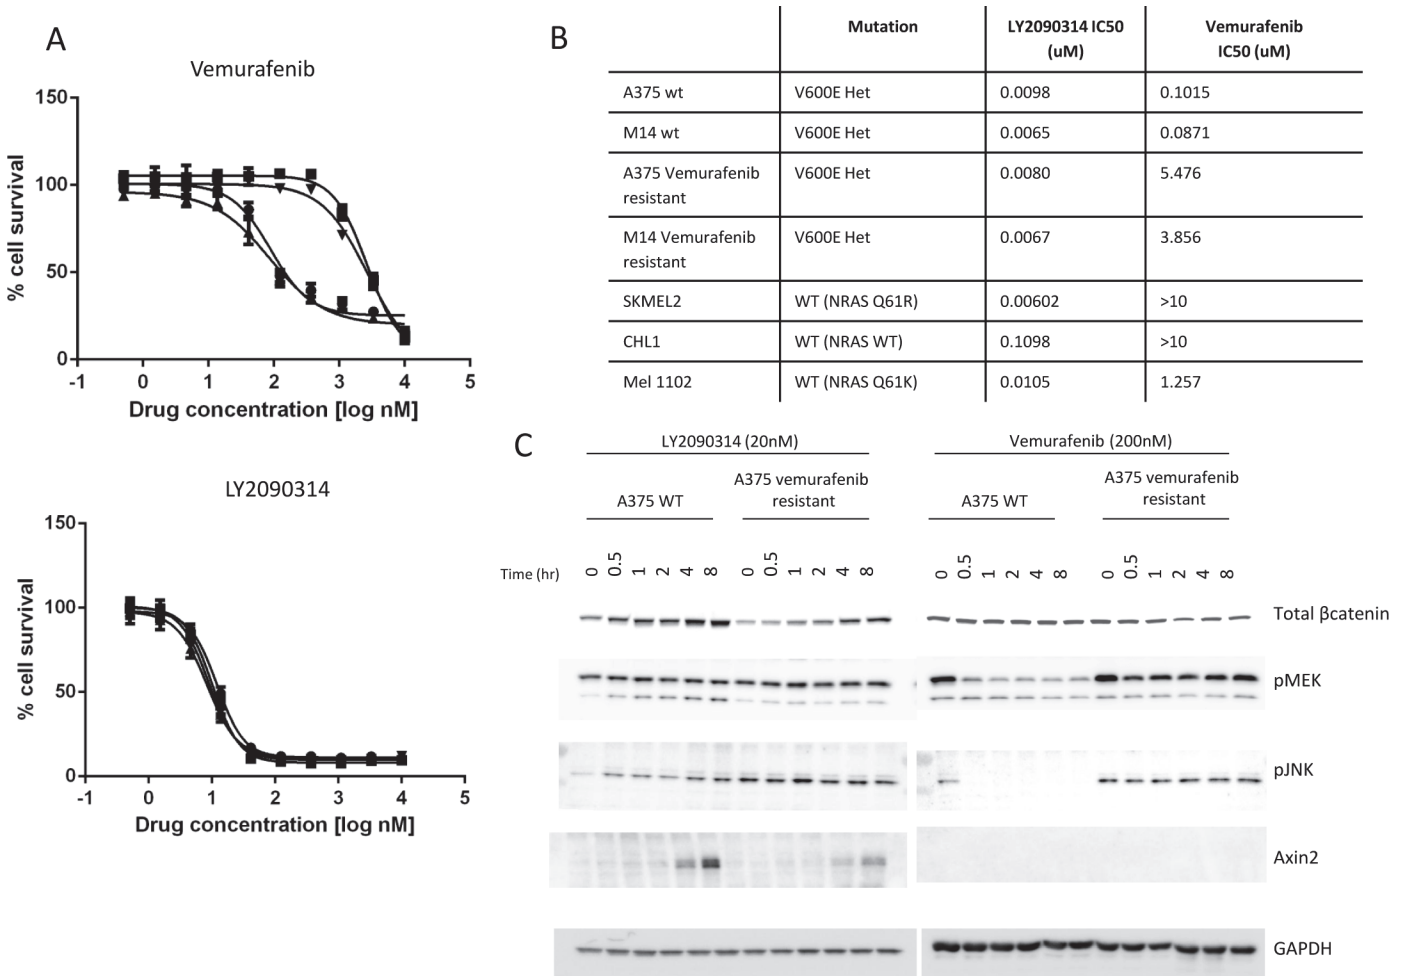 A
Vemurafenib
150
100
50
0
-1 0 1 2 3 4 5
% cell survival
Drug concentration [log nM]
LY2090314
150
100
50
0
-1 0 1 2 3 4 5
% cell survival
Drug concentration [log nM]
B
Mutation LY2090314 IC50 (uM) Vemurafenib IC50 (uM)
A375 wt V600E Het 0.0098 0.1015
M14 wt V600E Het 0.0065 0.0871
A375 Vemurafenib resistant V600E Het 0.0080 5.476
M14 Vemurafenib resistant V600E Het 0.0067 3.856
SKMEL2 WT (NRAS Q61R) 0.00602 >10
CHL1 WT (NRAS WT) 0.1098 >10
Mel 1102 WT (NRAS Q61K) 0.0105 1.257
C
LY2090314 (20nM) Vemurafenib (200nM)
A375 WT A375 vemurafenib resistant A375 WT A375 vemurafenib resistant
Time (hr) 0 0.5 1 2 4 8 0 0.5 1 2 4 8 0 0.5 1 2 4 8 0 0.5 1 2 4 8
Total βcatenin
pMEK
pJNK
Axin2
GAPDH